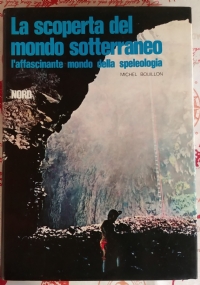 La scoperta del
mondo sotterraneo
l'affascinante mondo della speleologia
MICHEL BOUILLON
NORD